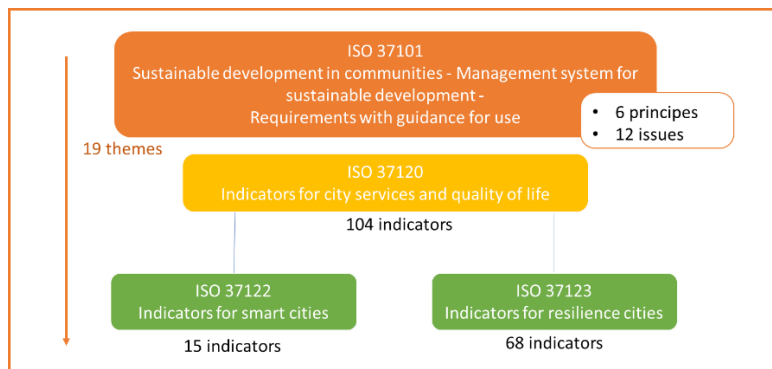 ISO 37101
Sustainable development in communities - Management system for
sustainable development -
Requirements with guidance for use
• 6 principes
• 12 issues
19 themes
ISO 37120
Indicators for city services and quality of life
104 indicators
ISO 37122
Indicators for smart cities
15 indicators
ISO 37123
Indicators for resilience cities
68 indicators